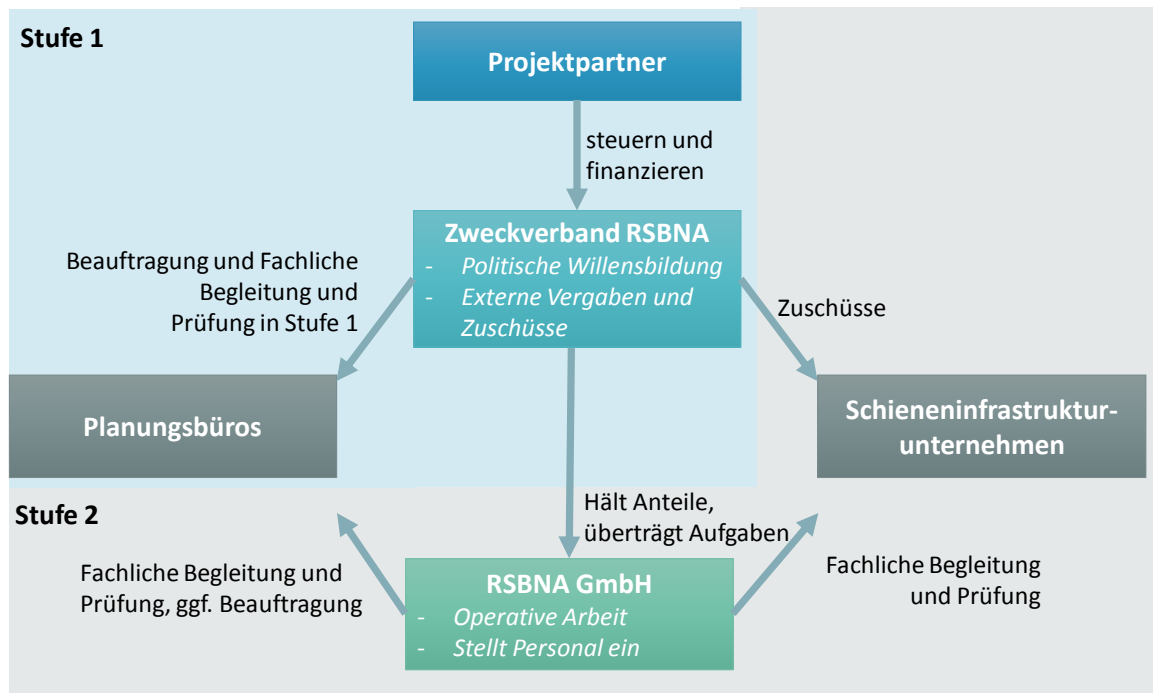 Stufe 1
Projektpartner
steuern und
finanzieren
Zweckverband RSBNA
- Politische Willensbildung
- Externe Vergaben und
Zuschüsse
Beauftragung und Fachliche
Begleitung und
Prüfung in Stufe 1
Zuschüsse
Planungsbüros
Schieneninfrastruktur-
unternehmen
Stufe 2
Hält Anteile,
überträgt Aufgaben
Fachliche Begleitung und
Prüfung, ggf. Beauftragung
RSBNA GmbH
- Operative Arbeit
- Stellt Personal ein
Fachliche Begleitung
und Prüfung